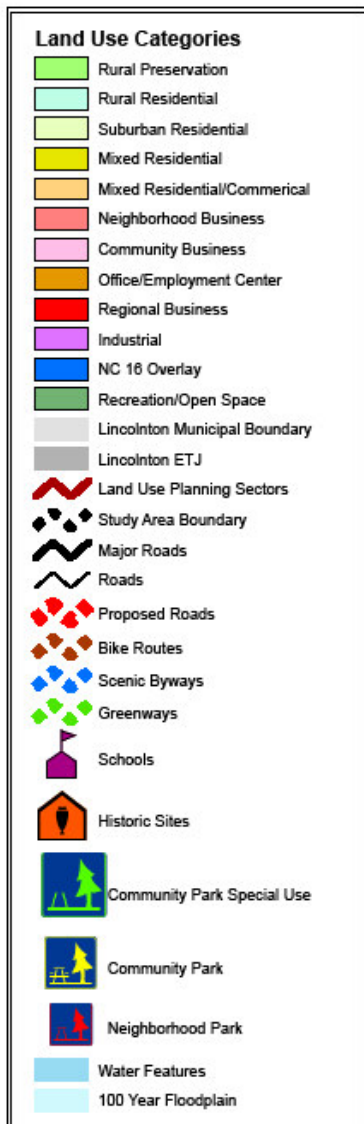 Land Use Categories
Rural Preservation
Rural Residential
Suburban Residential
Mixed Residential
Mixed Residential/Commerical
Neighborhood Business
Community Business
Office/Employment Center
Regional Business
Industrial
NC 16 Overlay
Recreation/Open Space
Lincolnton Municipal Boundary
Lincolnton ETJ
Land Use Planning Sectors
Study Area Boundary
Major Roads
Roads
Proposed Roads
Bike Routes
Scenic Byways
Greenways
Schools
Historic Sites
Community Park Special Use
Community Park
Neighborhood Park
Water Features
100 Year Floodplain